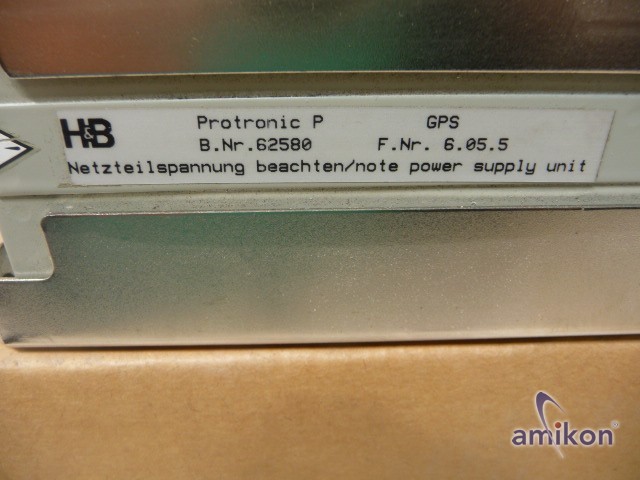 H&B Protronic P GPS
B.Nr.62580 F.Nr. 6.05.5
Netzteilspannung beachten/note power supply unit
amikon®